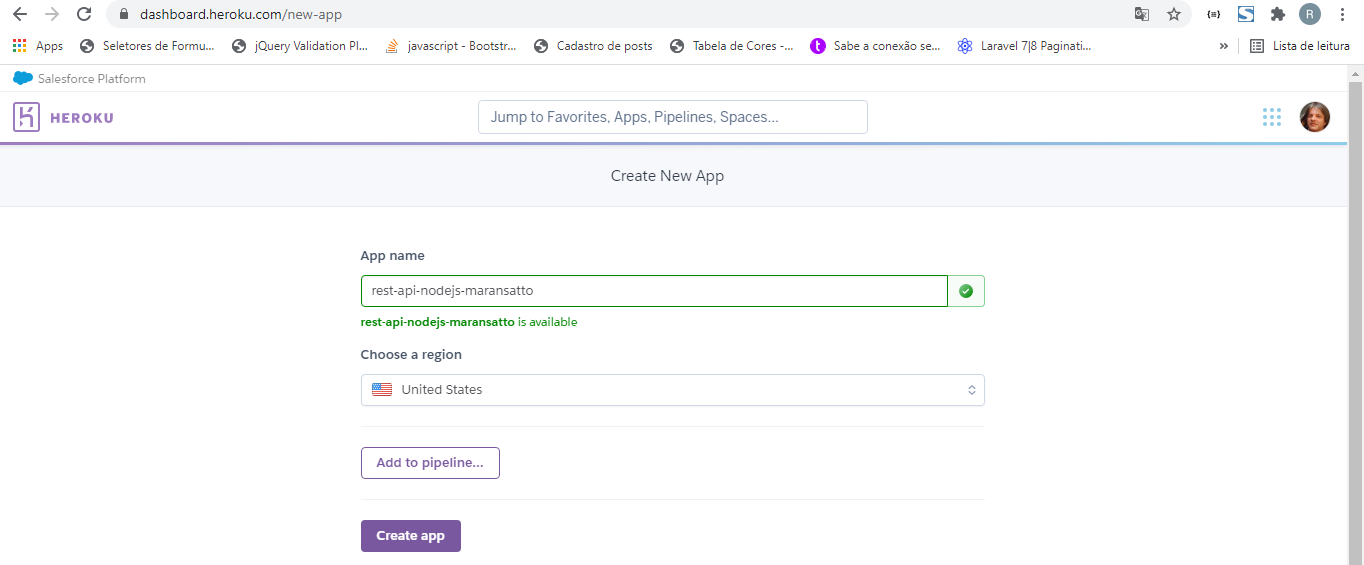 dashboard.heroku.com/new-app
R
Apps Seletores de Formu... jQuery Validation Pl... javascript - Bootstr... Cadastro de posts Tabela de Cores -... t Sabe a conexão se... Laravel 7|8 Paginati... » Lista de leitura
Salesforce Platform
HEROKU
Jump to Favorites, Apps, Pipelines, Spaces...
Create New App
App name
rest-api-nodejs-maransatto
rest-api-nodejs-maransatto is available
Choose a region
United States
Add to pipeline...
Create app